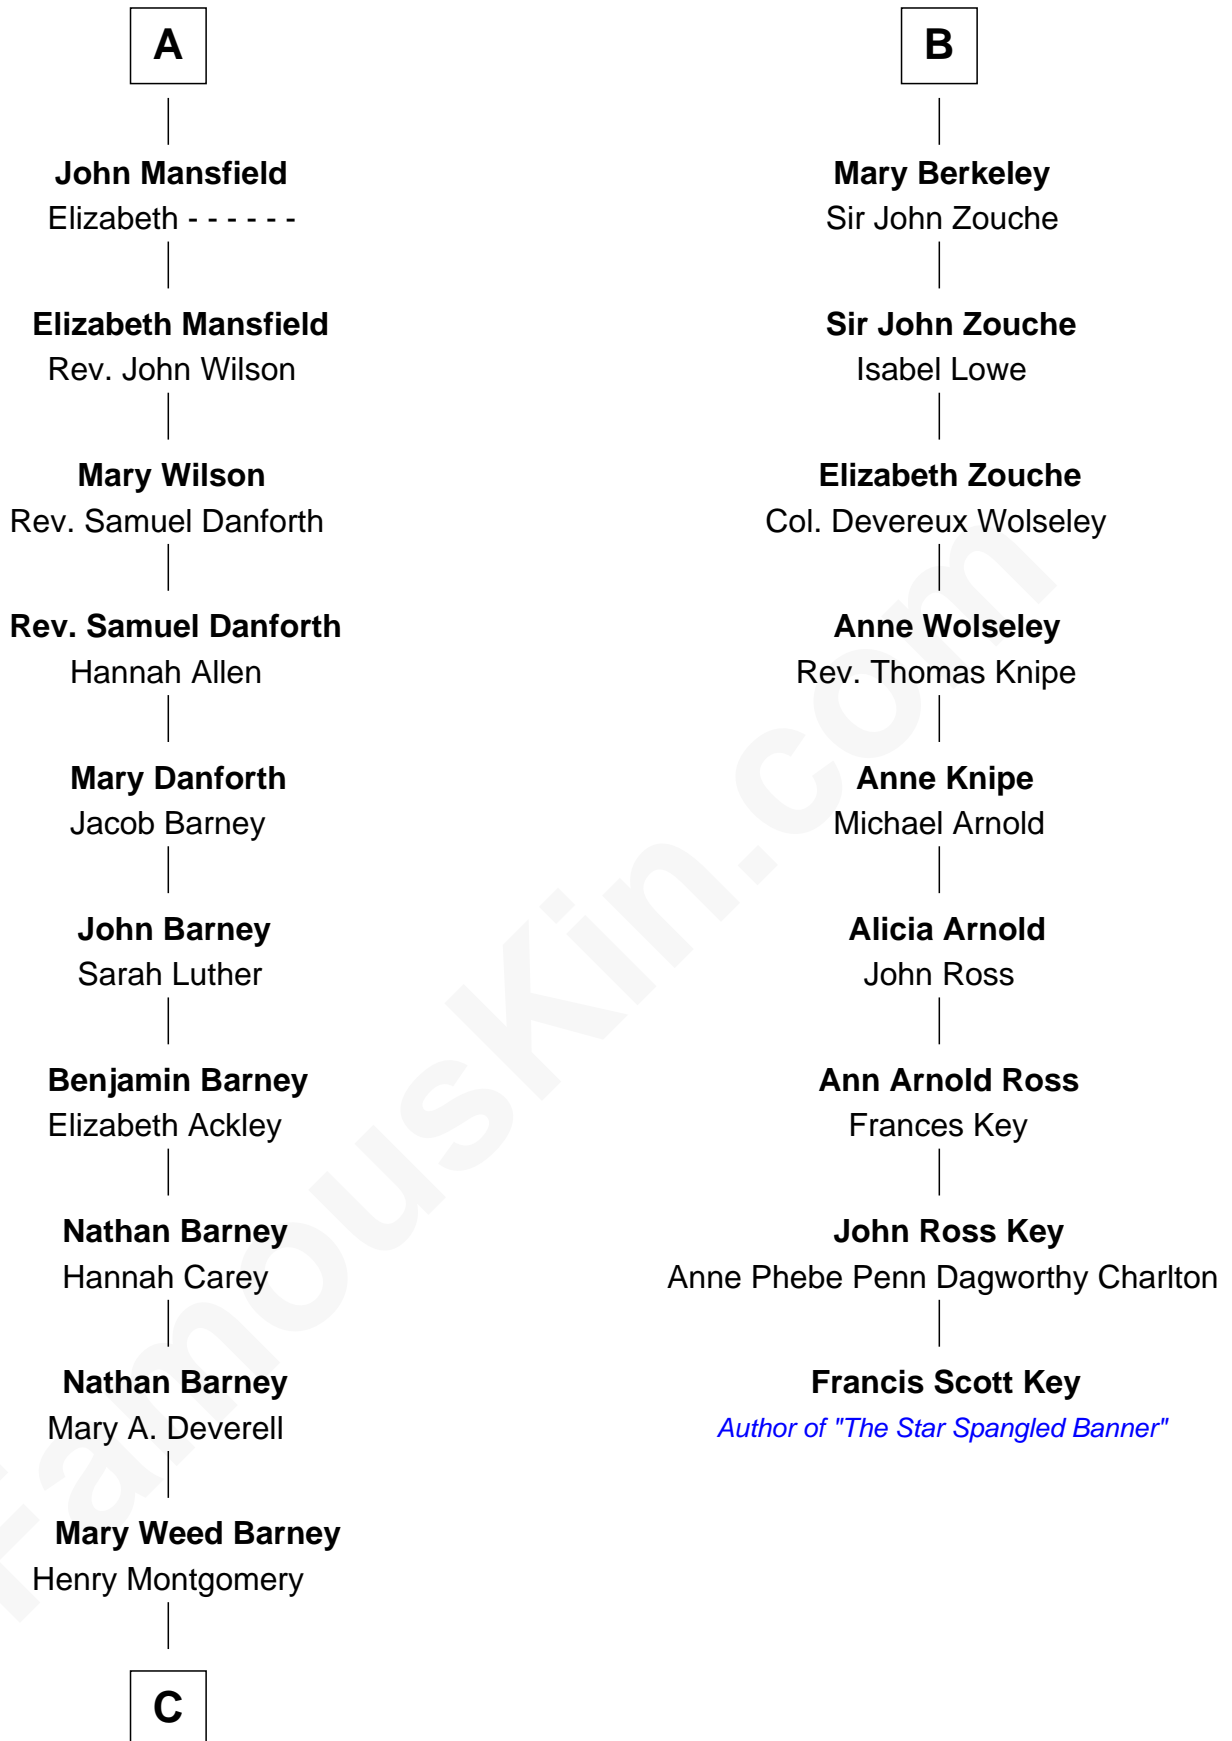 A
John Mansfield
Elizabeth - - - - - -
Elizabeth Mansfield
Rev. John Wilson
Mary Wilson
Rev. Samuel Danforth
Rev. Samuel Danforth
Hannah Allen
Mary Danforth
Jacob Barney
John Barney
Sarah Luther
Benjamin Barney
Elizabeth Ackley
Nathan Barney
Hannah Carey
Nathan Barney
Mary A. Deverell
Mary Weed Barney
Henry Montgomery
C
B
Mary Berkeley
Sir John Zouche
Sir John Zouche
Isabel Lowe
Elizabeth Zouche
Col. Devereux Wolseley
Anne Wolseley
Rev. Thomas Knipe
Anne Knipe
Michael Arnold
Alicia Arnold
John Ross
Ann Arnold Ross
Frances Key
John Ross Key
Anne Phebe Penn Dagworthy Charlton
Francis Scott Key
Author of "The Star Spangled Banner"
FamousKin.com